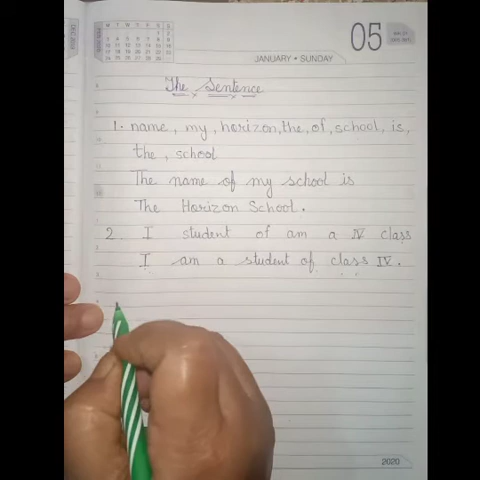 05
JANUARY • SUNDAY
The Sentence
1. name, my, horizon, the, of, school, is,
the, school
The name of my school is
The Horizon School.
2. I student of am a IV class
I am a student of class IV.
2020